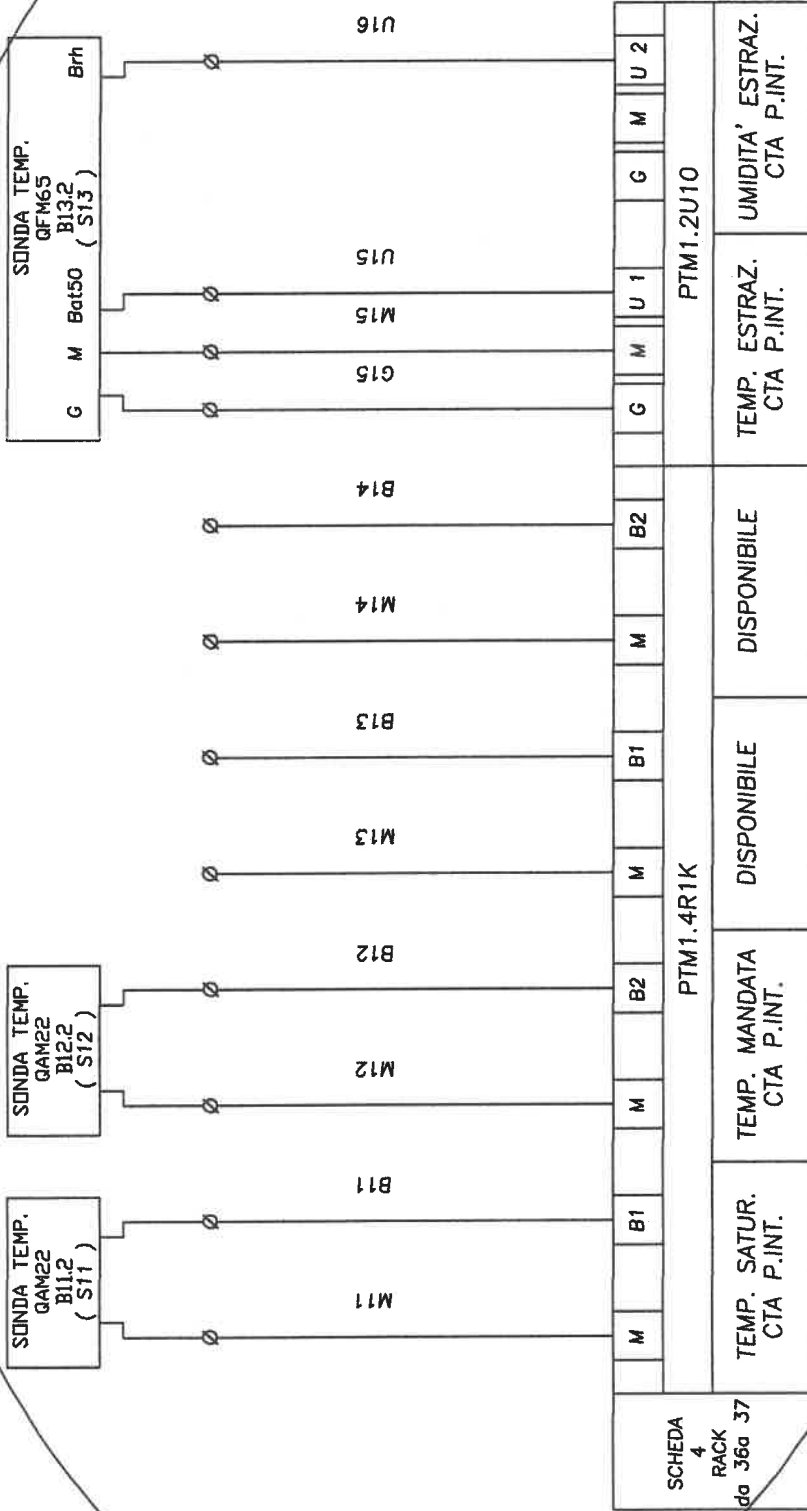 SONDA TEMP.
QAM22
B11.2
( S11 )
SONDA TEMP.
QAM22
B12.2
( S12 )
SONDA TEMP.
QFM65
B13.2
( S13 )
G M Bat50 Brh
M11 B11 M12 B12 M13 B13 M14 B14 G15 M15 U15 U16
M B1 M B2 M B1 M B2 G M U 1 G M U 2
SCHEDA
4
RACK
da 36a 37
PTM1.4R1K PTM1.2U10
TEMP. SATUR.
CTA P.INT.
TEMP. MANDATA
CTA P.INT.
DISPONIBILE
DISPONIBILE
TEMP. ESTRAZ.
CTA P.INT.
UMIDITA' ESTRAZ.
CTA P.INT.